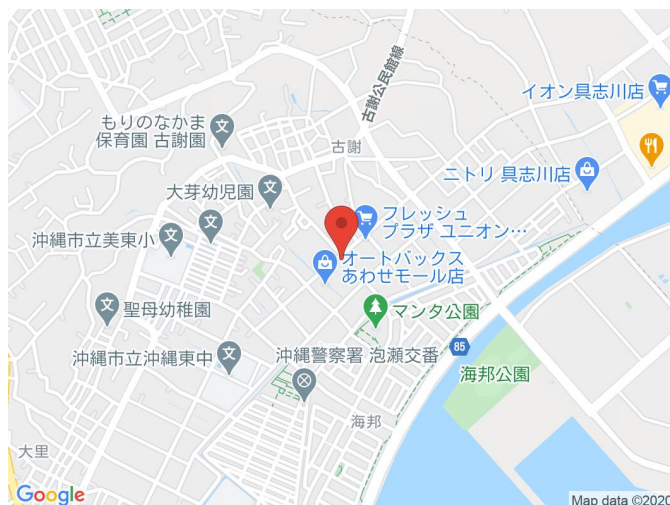 イオン具志川店
古謝公民館線
もりのなかま
保育園 古謝園
古謝
ニトリ 具志川店
大芽幼児園
フレッシュ
プラザ ユニオン…
沖縄市立美東小
オートバックス
あわせモール店
聖母幼稚園
マンタ公園
85
沖縄市立沖縄東中
沖縄警察署 泡瀬交番
海邦公園
海邦
大里
Google
Map data ©2020